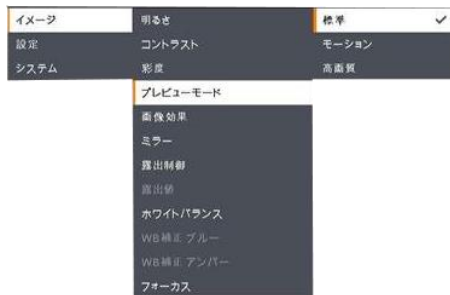 イメージ
設定
システム
明るさ
コントラスト
彩度
プレビューモード
画像効果
ミラー
露出制御
露出値
ホワイトバランス
WB補正 ブルー
WB補正 アンバー
フォーカス
標準
モーション
高画質